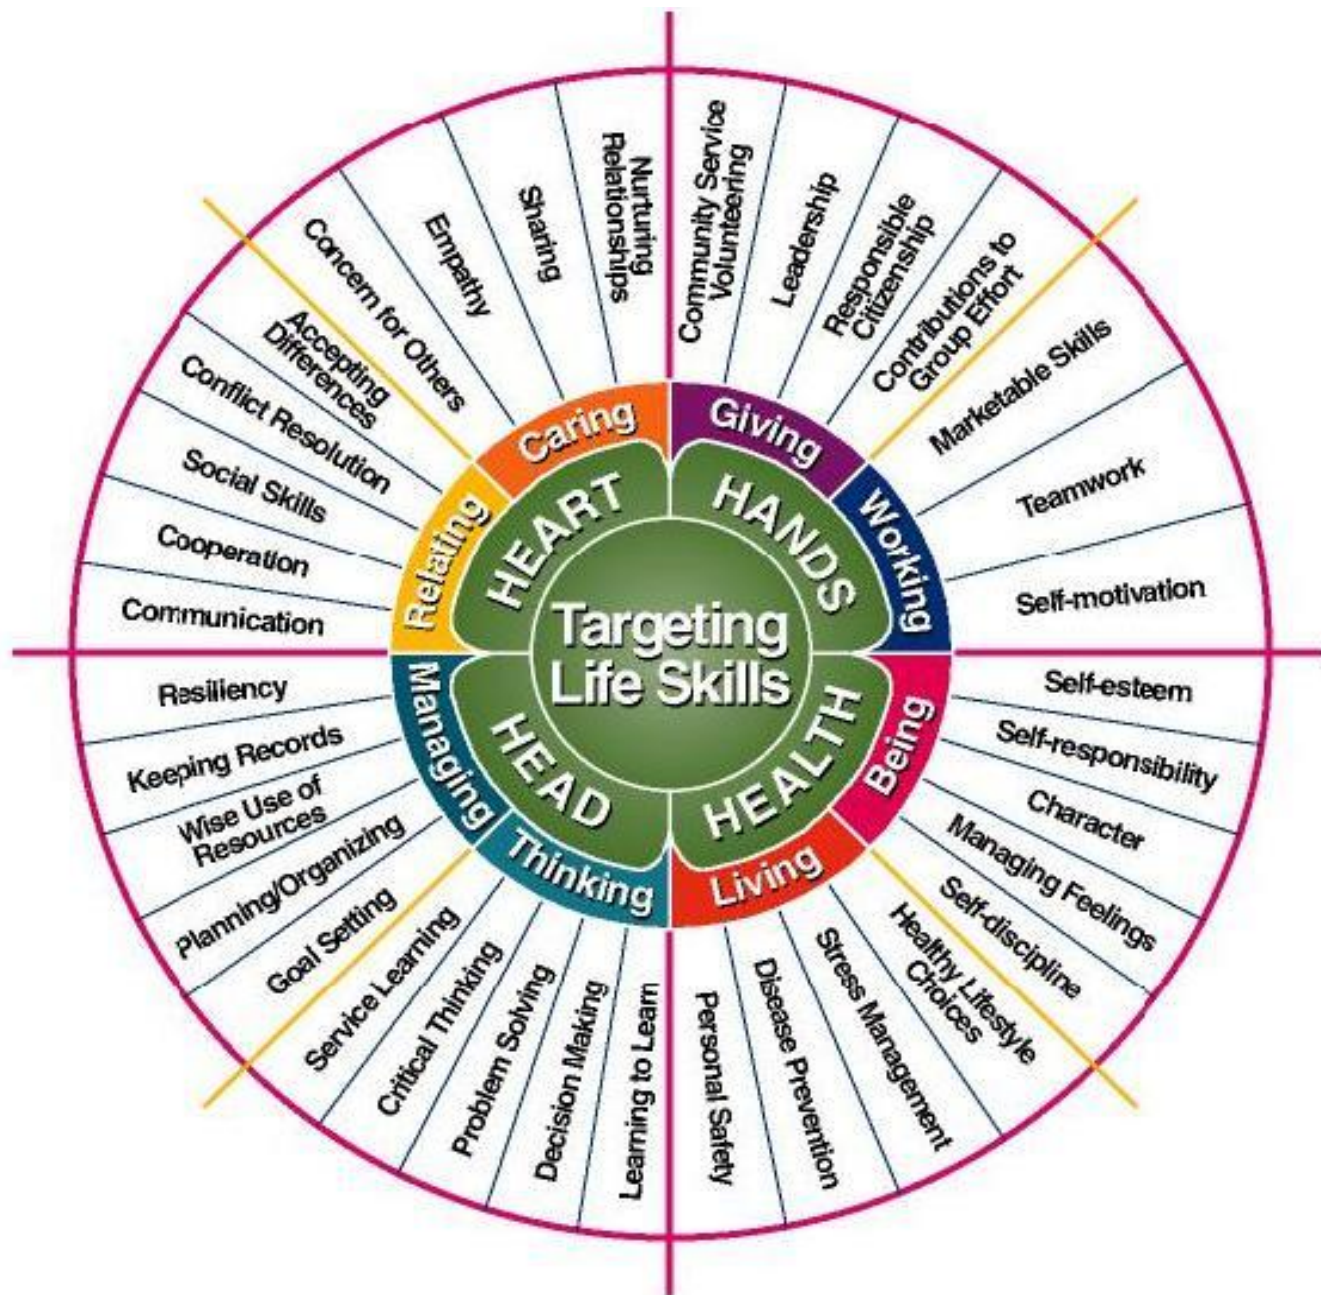 Targeting
Life Skills
HEART
HANDS
HEALTH
HEAD
Caring
Giving
Working
Being
Living
Thinking
Managing
Relating
Community Service
Volunteering
Leadership
Responsible
Citizenship
Contributions to
Group Effort
Marketable Skills
Teamwork
Self-motivation
Self-esteem
Self-responsibility
Character
Managing Feelings
Self-discipline
Healthy Lifestyle
Choices
Stress Management
Disease Prevention
Personal Safety
Learning to Learn
Decision Making
Problem Solving
Critical Thinking
Service Learning
Goal Setting
Planning/Organizing
Wise Use of
Resources
Keeping Records
Resiliency
Communication
Cooperation
Social Skills
Conflict Resolution
Accepting
Differences
Concern for Others
Empathy
Sharing
Nurturing
Relationships